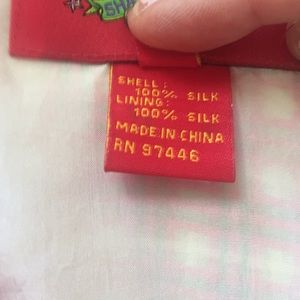 SHELL:
100% SILK
LINING:
100% SILK
MADE IN CHINA
RN 97446